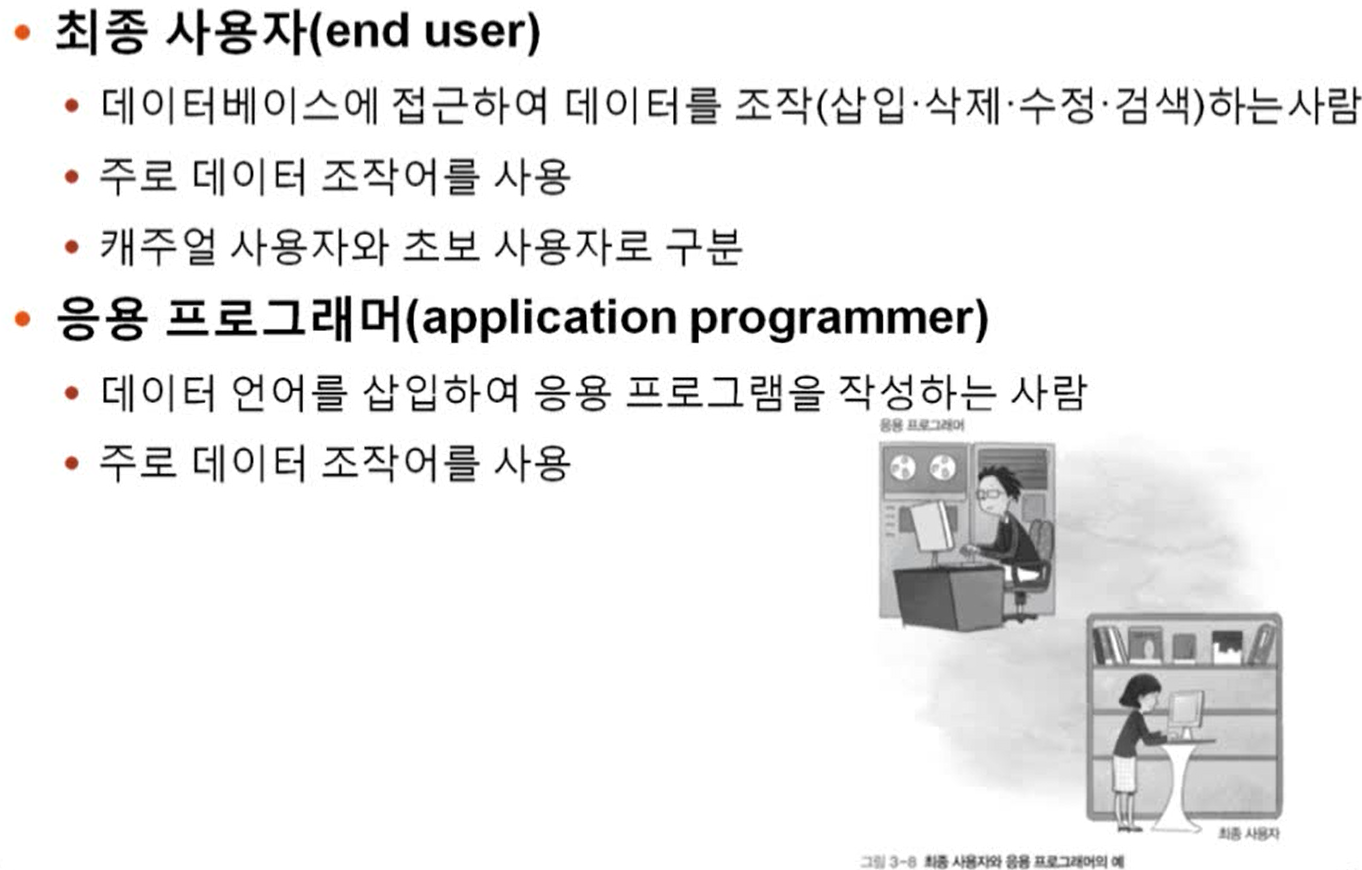 • 최종 사용자(end user)
• 데이터베이스에 접근하여 데이터를 조작(삽입·삭제·수정·검색)하는사람
• 주로 데이터 조작어를 사용
• 캐주얼 사용자와 초보 사용자로 구분
• 응용 프로그래머(application programmer)
• 데이터 언어를 삽입하여 응용 프로그램을 작성하는 사람
• 주로 데이터 조작어를 사용
응용 프로그래머
최종 사용자
그림 3-8 최종 사용자와 응용 프로그래머의 예